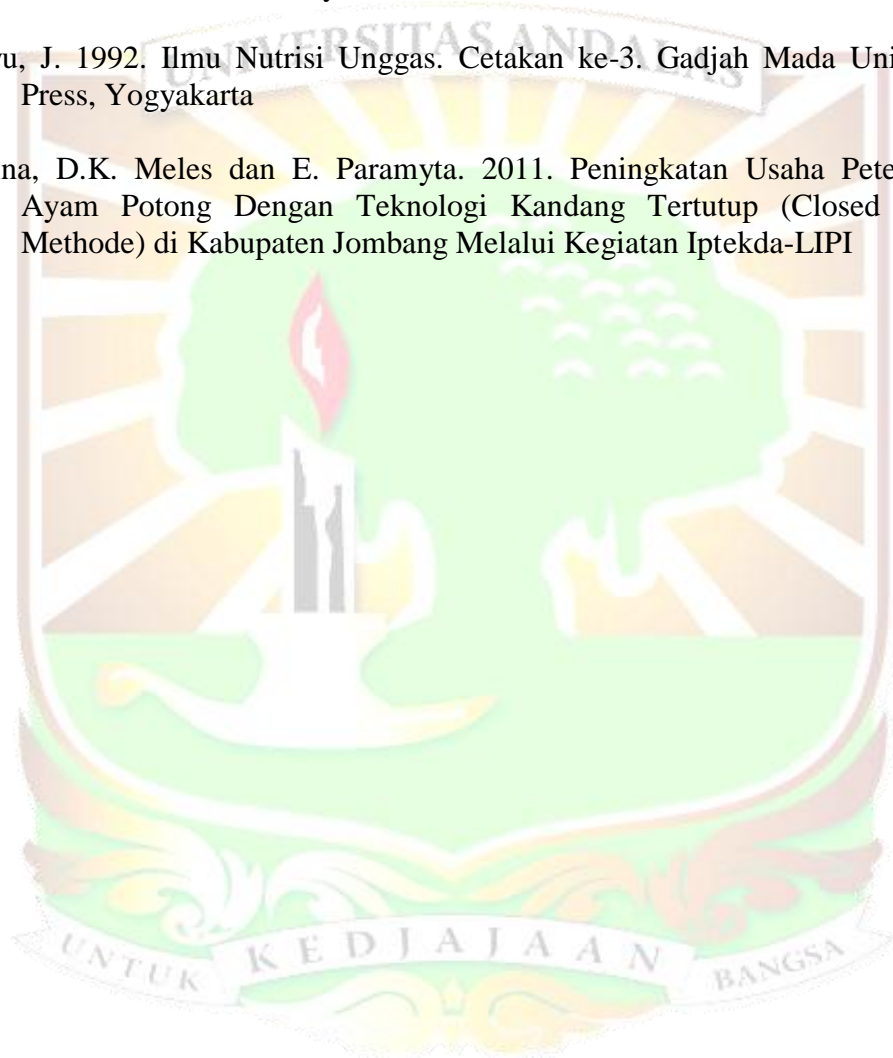 UNIVERSITAS ANDALAS
yu, J. 1992. Ilmu Nutrisi Unggas. Cetakan ke-3. Gadjah Mada Uni
Press, Yogyakarta
na, D.K. Meles dan E. Paramyta. 2011. Peningkatan Usaha Pete
Ayam Potong Dengan Teknologi Kandang Tertutup (Closed
Methode) di Kabupaten Jombang Melalui Kegiatan Iptekda-LIPI
UNTUK KEDJAJAAN BANGSA